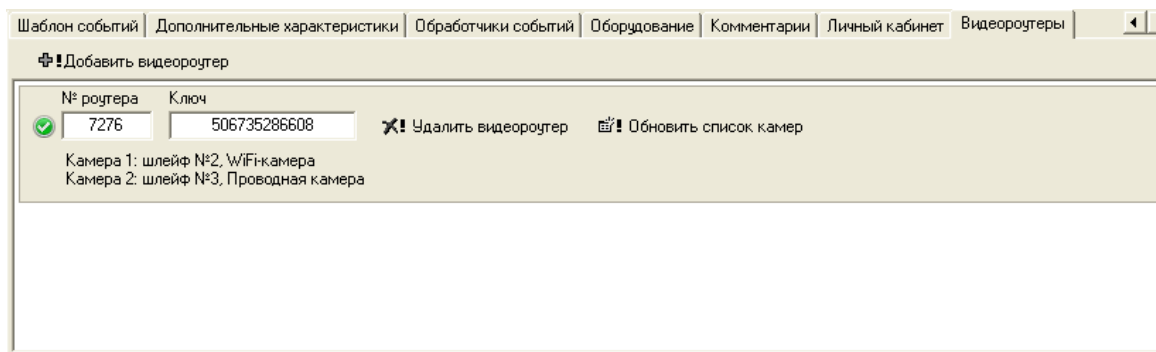 Шаблон событий Дополнительные характеристики Обработчики событий Оборудование Комментарии Личный кабинет Видеороутеры
! Добавить видеороутер
№ роутера Ключ
7276 506735286608 ! Удалить видеороутер ! Обновить список камер
Камера 1: шлейф №2, WiFi-камера
Камера 2: шлейф №3, Проводная камера